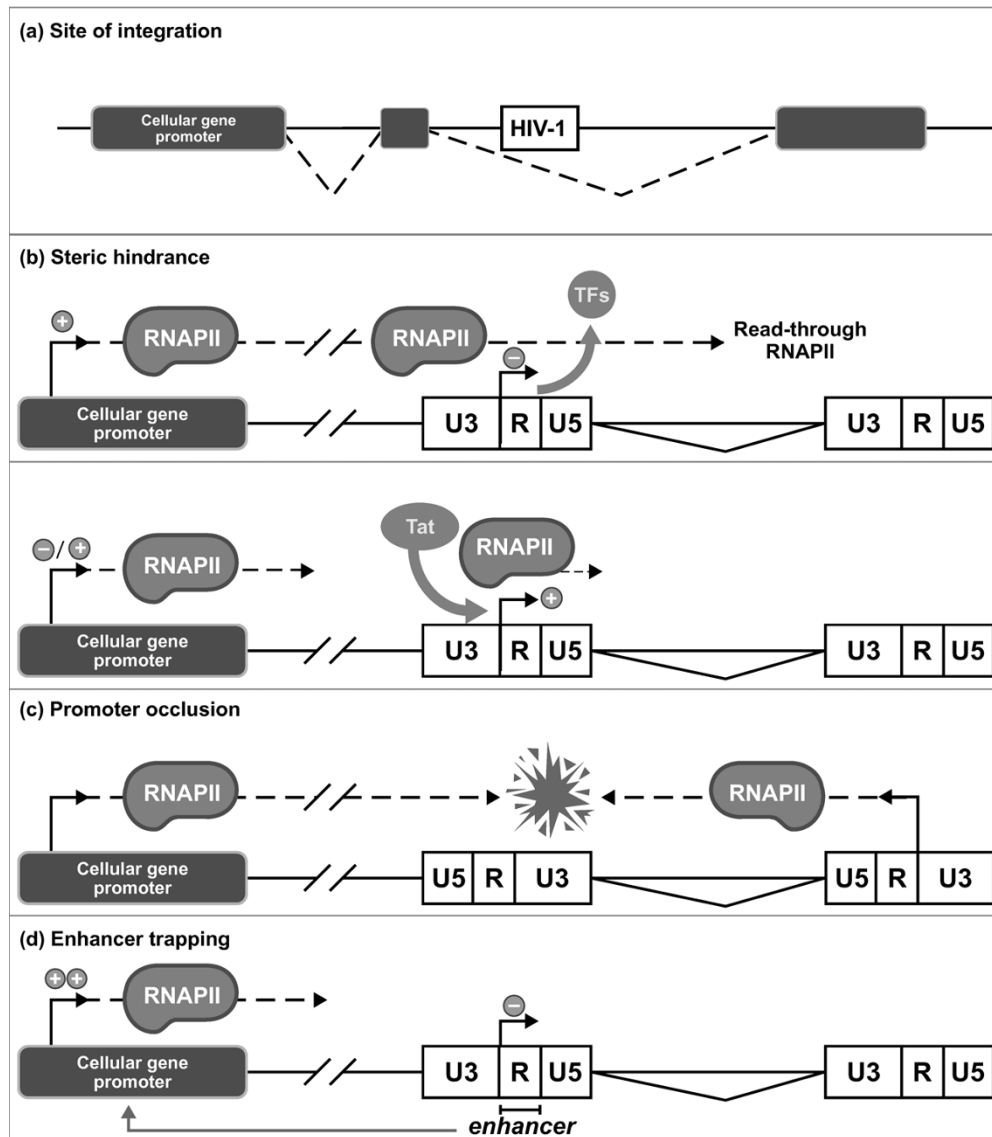 (a) Site of integration
Cellular gene
promoter
HIV-1
(b) Steric hindrance
+
RNAPII
RNAPII
TFs
Read-through
RNAPII
−
Cellular gene
promoter
U3 R U5
U3 R U5
− / +
RNAPII
Tat
RNAPII
+
Cellular gene
promoter
U3 R U5
U3 R U5
(c) Promoter occlusion
RNAPII
RNAPII
Cellular gene
promoter
U5 R U3
U5 R U3
(d) Enhancer trapping
++
RNAPII
−
Cellular gene
promoter
U3 R U5
U3 R U5
enhancer